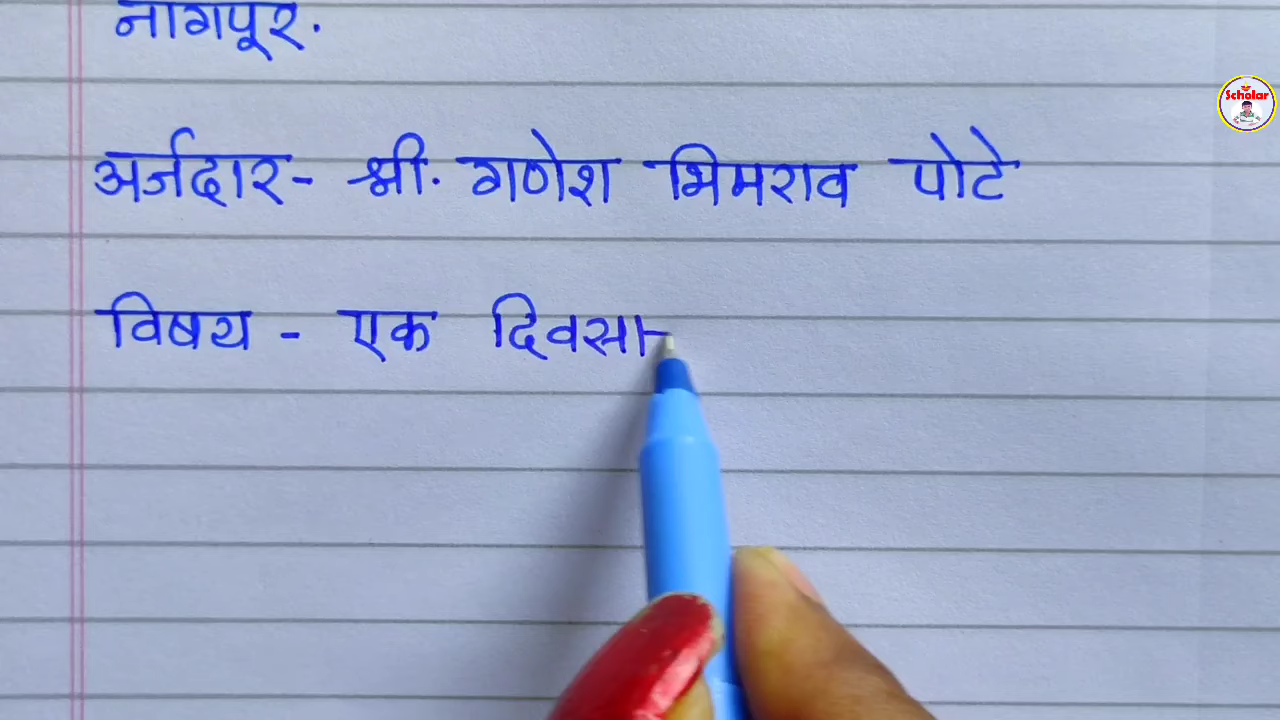 नागपूर.
Scholar
अर्जदार- श्री. गणेश भिमराव पोटे
विषय - एक दिवसा